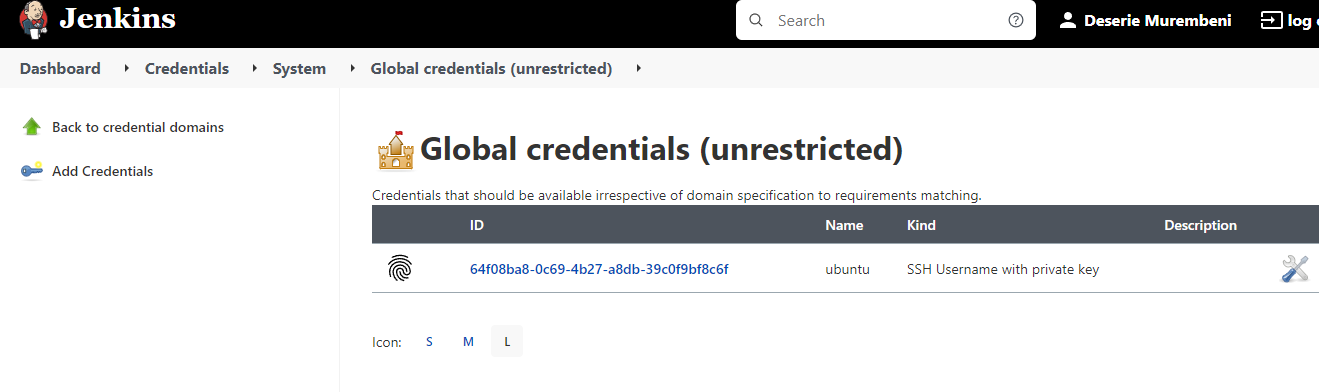 Jenkins
Search
Deserie Murembeni
log
Dashboard Credentials System Global credentials (unrestricted)
Back to credential domains
Add Credentials
Global credentials (unrestricted)
Credentials that should be available irrespective of domain specification to requirements matching.
ID Name Kind Description
64f08ba8-0c69-4b27-a8db-39c0f9bf8c6f ubuntu SSH Username with private key
Icon: S M L